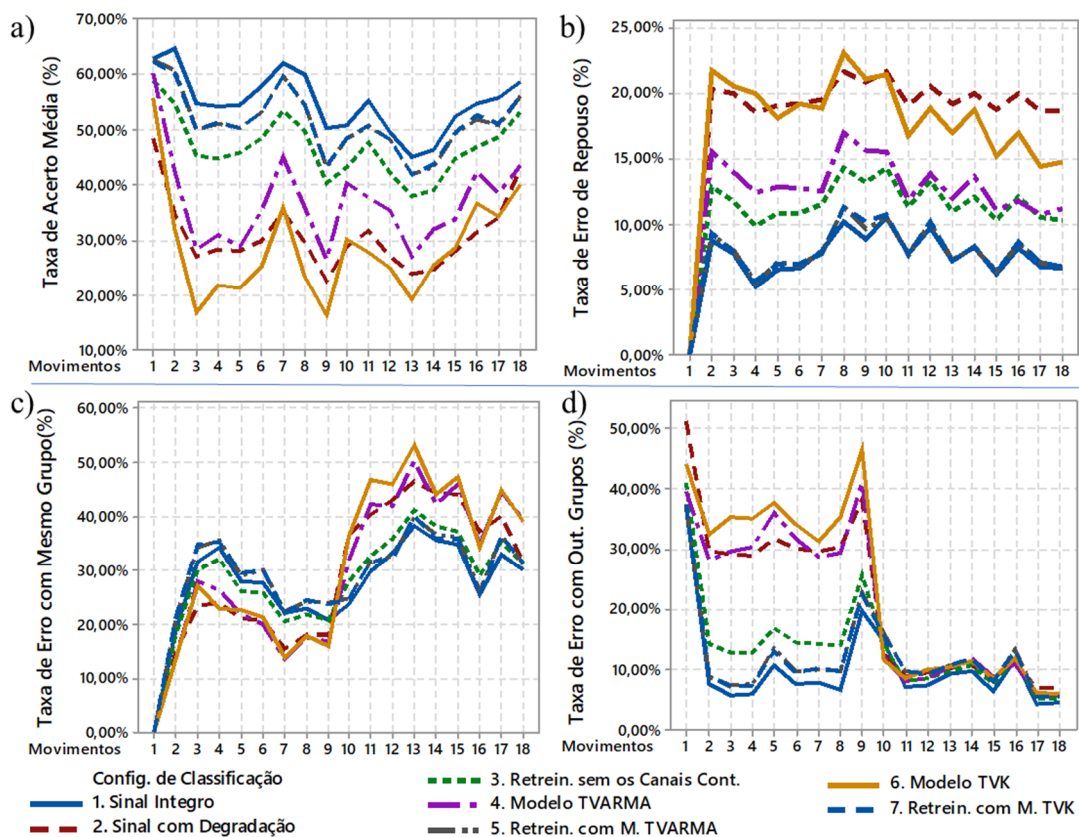 a)
Taxa de Acerto Média (%)
70,00%
60,00%
50,00%
40,00%
30,00%
20,00%
10,00%
Movimentos 1 2 3 4 5 6 7 8 9 10 11 12 13 14 15 16 17 18
b)
Taxa de Erro de Repouso (%)
25,00%
20,00%
15,00%
10,00%
5,00%
0,00%
Movimentos 1 2 3 4 5 6 7 8 9 10 11 12 13 14 15 16 17 18
c)
Taxa de Erro com Mesmo Grupo(%)
60,00%
50,00%
40,00%
30,00%
20,00%
10,00%
0,00%
Movimentos 1 2 3 4 5 6 7 8 9 10 11 12 13 14 15 16 17 18
d)
Taxa de Erro com Out. Grupos (%)
50,00%
40,00%
30,00%
20,00%
10,00%
0,00%
Movimentos 1 2 3 4 5 6 7 8 9 10 11 12 13 14 15 16 17 18
Config. de Classificação
1. Sinal Integro
2. Sinal com Degradação
3. Retrein. sem os Canais Cont.
4. Modelo TVARMA
5. Retrein. com M. TVARMA
6. Modelo TVK
7. Retrein. com M. TVK